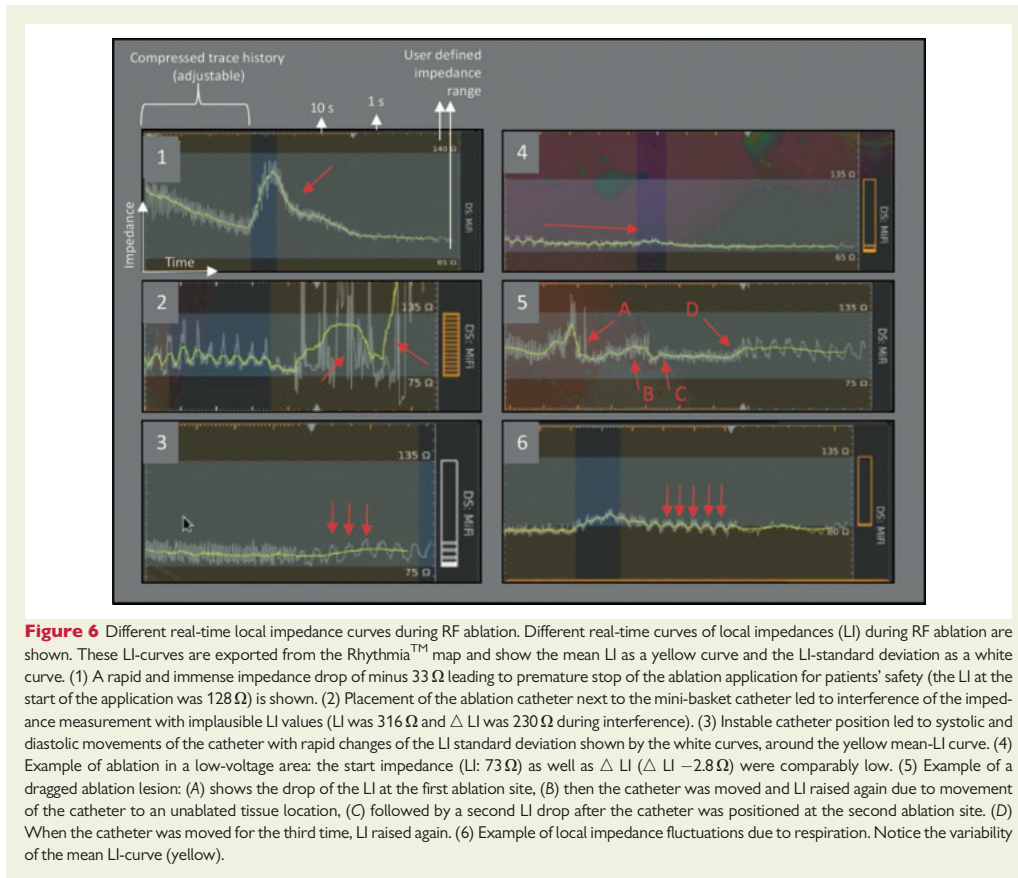 Compressed trace history
(adjustable)
User defined
impedance
range
10 s
1 s
1
140 Ω
65 Ω
DS: MiFi
Impedance
Time
4
135 Ω
65 Ω
DS: MiFi
2
135 Ω
75 Ω
DS: MiFi
5
135 Ω
75 Ω
A
B
C
D
DS: MiFi
3
135 Ω
75 Ω
DS: MiFi
6
135 Ω
80 Ω
DS: MiFi
Figure 6 Different real-time local impedance curves during RF ablation. Different real-time curves of local impedances (LI) during RF ablation are
shown. These LI-curves are exported from the Rhythmia™ map and show the mean LI as a yellow curve and the LI-standard deviation as a white
curve. (1) A rapid and immense impedance drop of minus 33 Ω leading to premature stop of the ablation application for patients' safety (the LI at the
start of the application was 128 Ω) is shown. (2) Placement of the ablation catheter next to the mini-basket catheter led to interference of the imped-
ance measurement with implausible LI values (LI was 316 Ω and △ LI was 230 Ω during interference). (3) Instable catheter position led to systolic and
diastolic movements of the catheter with rapid changes of the LI standard deviation shown by the white curves, around the yellow mean-LI curve. (4)
Example of ablation in a low-voltage area: the start impedance (LI: 73 Ω) as well as △ LI (△ LI −2.8 Ω) were comparably low. (5) Example of a
dragged ablation lesion: (A) shows the drop of the LI at the first ablation site, (B) then the catheter was moved and LI raised again due to movement
of the catheter to an unablated tissue location, (C) followed by a second LI drop after the catheter was positioned at the second ablation site. (D)
When the catheter was moved for the third time, LI raised again. (6) Example of local impedance fluctuations due to respiration. Notice the variability
of the mean LI-curve (yellow).